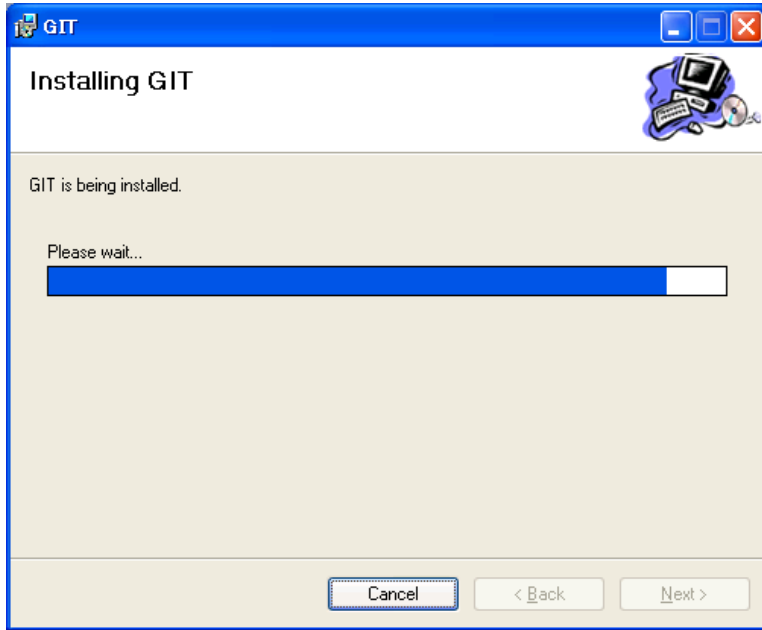 GIT
Installing GIT
GIT is being installed.
Please wait...
Cancel
< Back
Next >